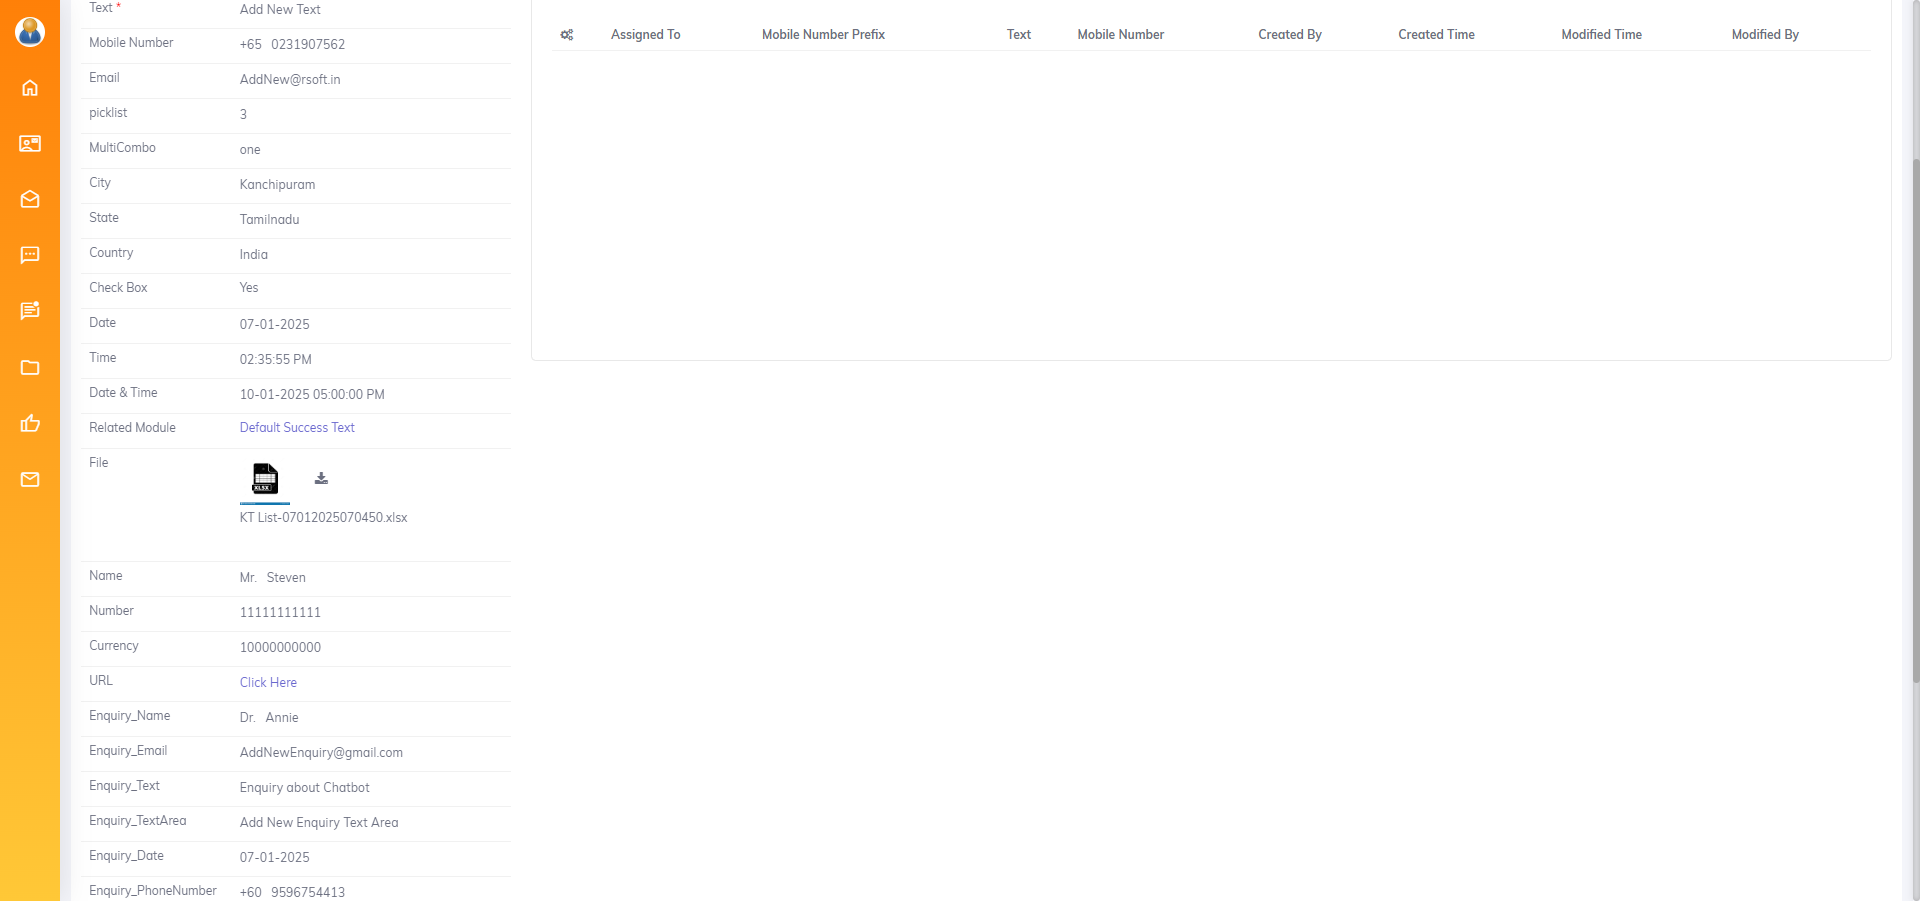 Text *
Add New Text
Mobile Number
+65 0231907562
Email
AddNew@rsoft.in
picklist
3
MultiCombo
one
City
Kanchipuram
State
Tamilnadu
Country
India
Check Box
Yes
Date
07-01-2025
Time
02:35:55 PM
Date & Time
10-01-2025 05:00:00 PM
Related Module
Default Success Text
File
XLSX
KT List-07012025070450.xlsx
Name
Mr. Steven
Number
11111111111
Currency
10000000000
URL
Click Here
Enquiry_Name
Dr. Annie
Enquiry_Email
AddNewEnquiry@gmail.com
Enquiry_Text
Enquiry about Chatbot
Enquiry_TextArea
Add New Enquiry Text Area
Enquiry_Date
07-01-2025
Enquiry_PhoneNumber
+60 9596754413
Assigned To Mobile Number Prefix Text Mobile Number Created By Created Time Modified Time Modified By